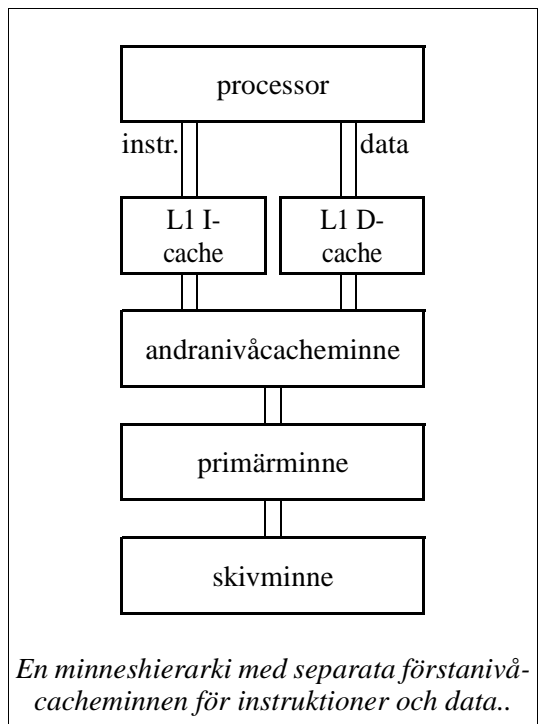 processor
instr.
data
L1 I-
cache
L1 D-
cache
andranivåcacheminne
primärminne
skivminne
En minneshierarki med separata förstanivå-
cacheminnen för instruktioner och data..